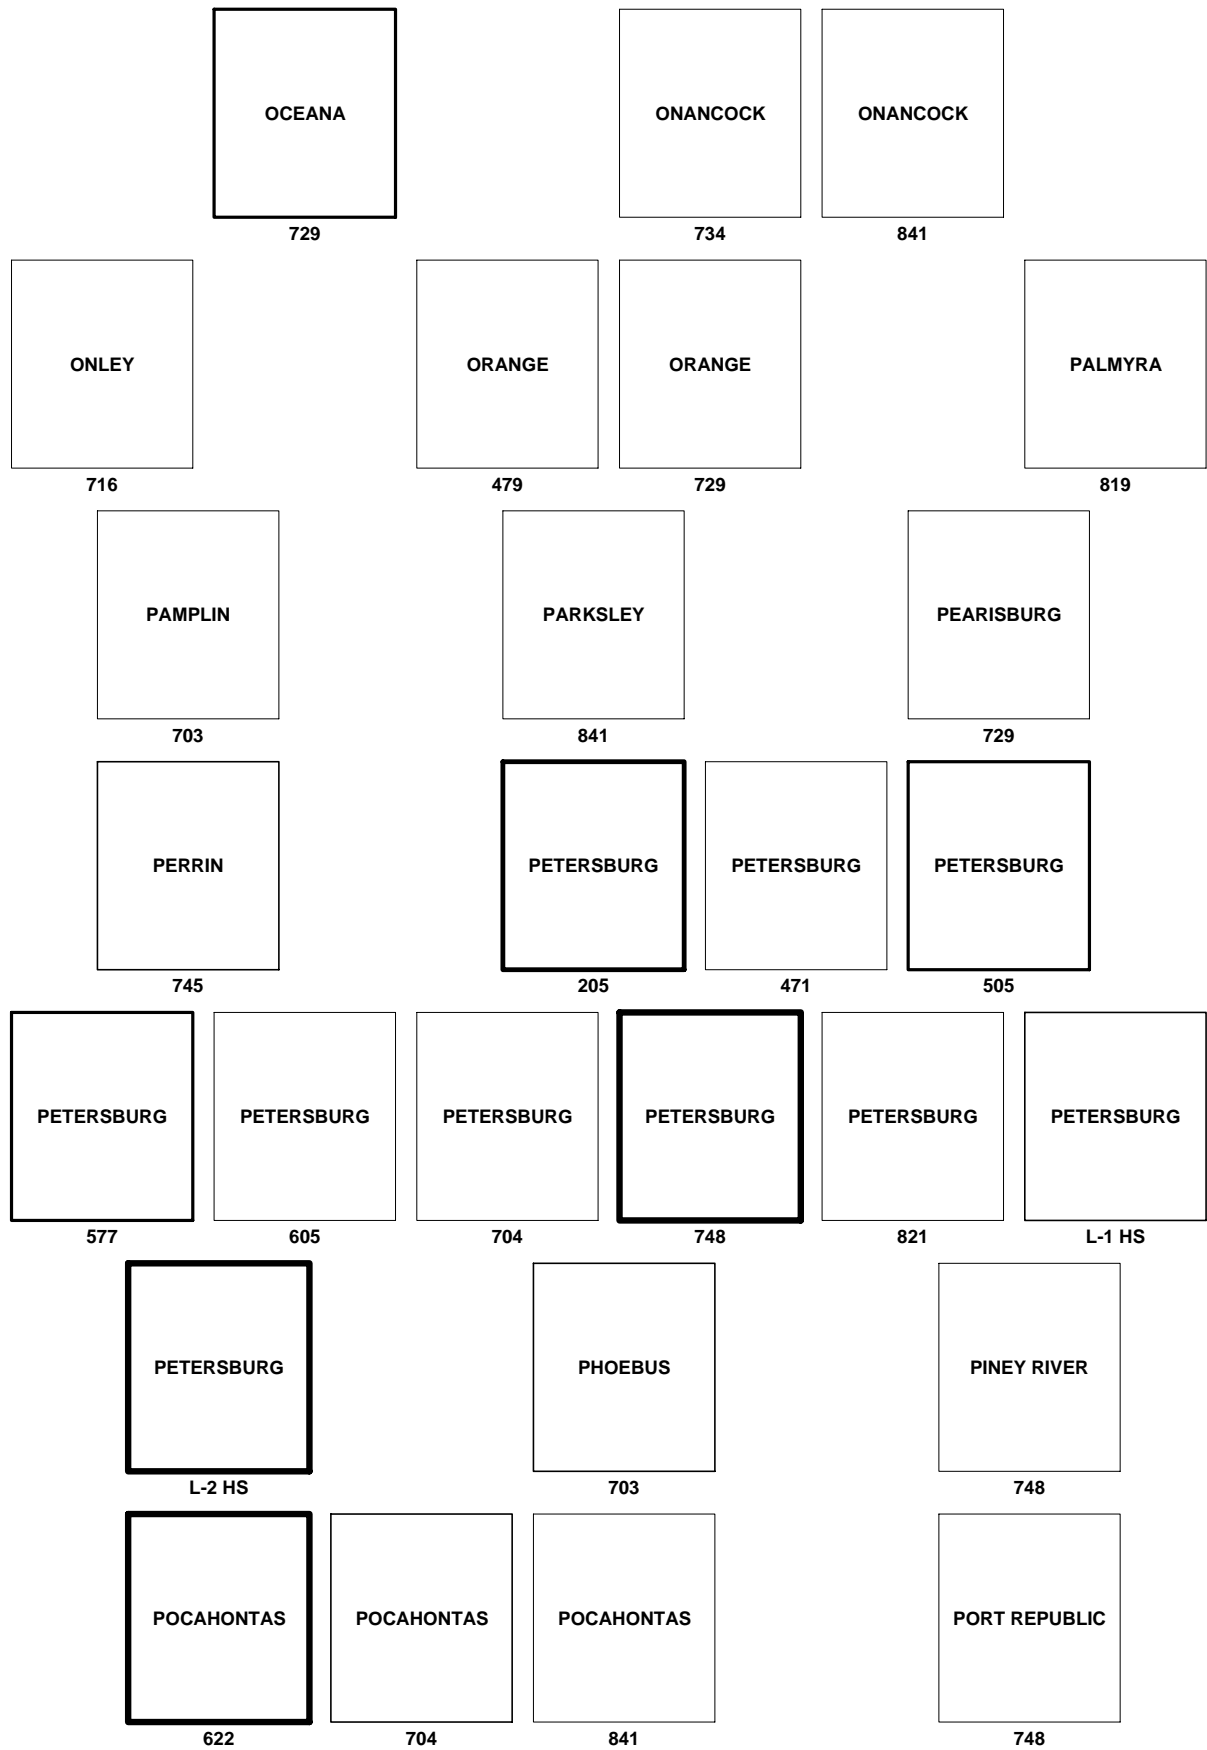 OCEANA ONANCOCK ONANCOCK
729 734 841
ONLEY ORANGE ORANGE PALMYRA
716 479 729 819
PAMPLIN PARKSLEY PEARISBURG
703 841 729
PERRIN PETERSBURG PETERSBURG PETERSBURG
745 205 471 505
PETERSBURG PETERSBURG PETERSBURG PETERSBURG PETERSBURG PETERSBURG
577 605 704 748 821 L-1 HS
PETERSBURG PHOEBUS PINEY RIVER
L-2 HS 703 748
POCAHONTAS POCAHONTAS POCAHONTAS PORT REPUBLIC
622 704 841 748